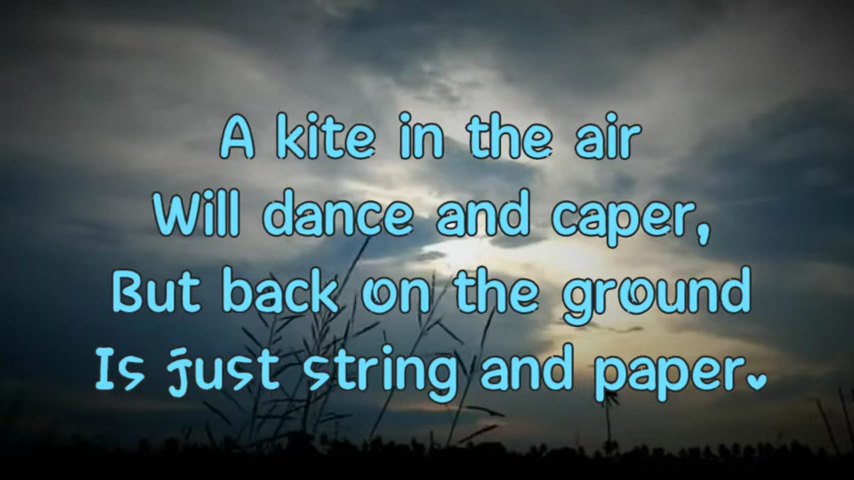 A kite in the air
Will dance and caper,
But back on the ground
Is just string and paper.